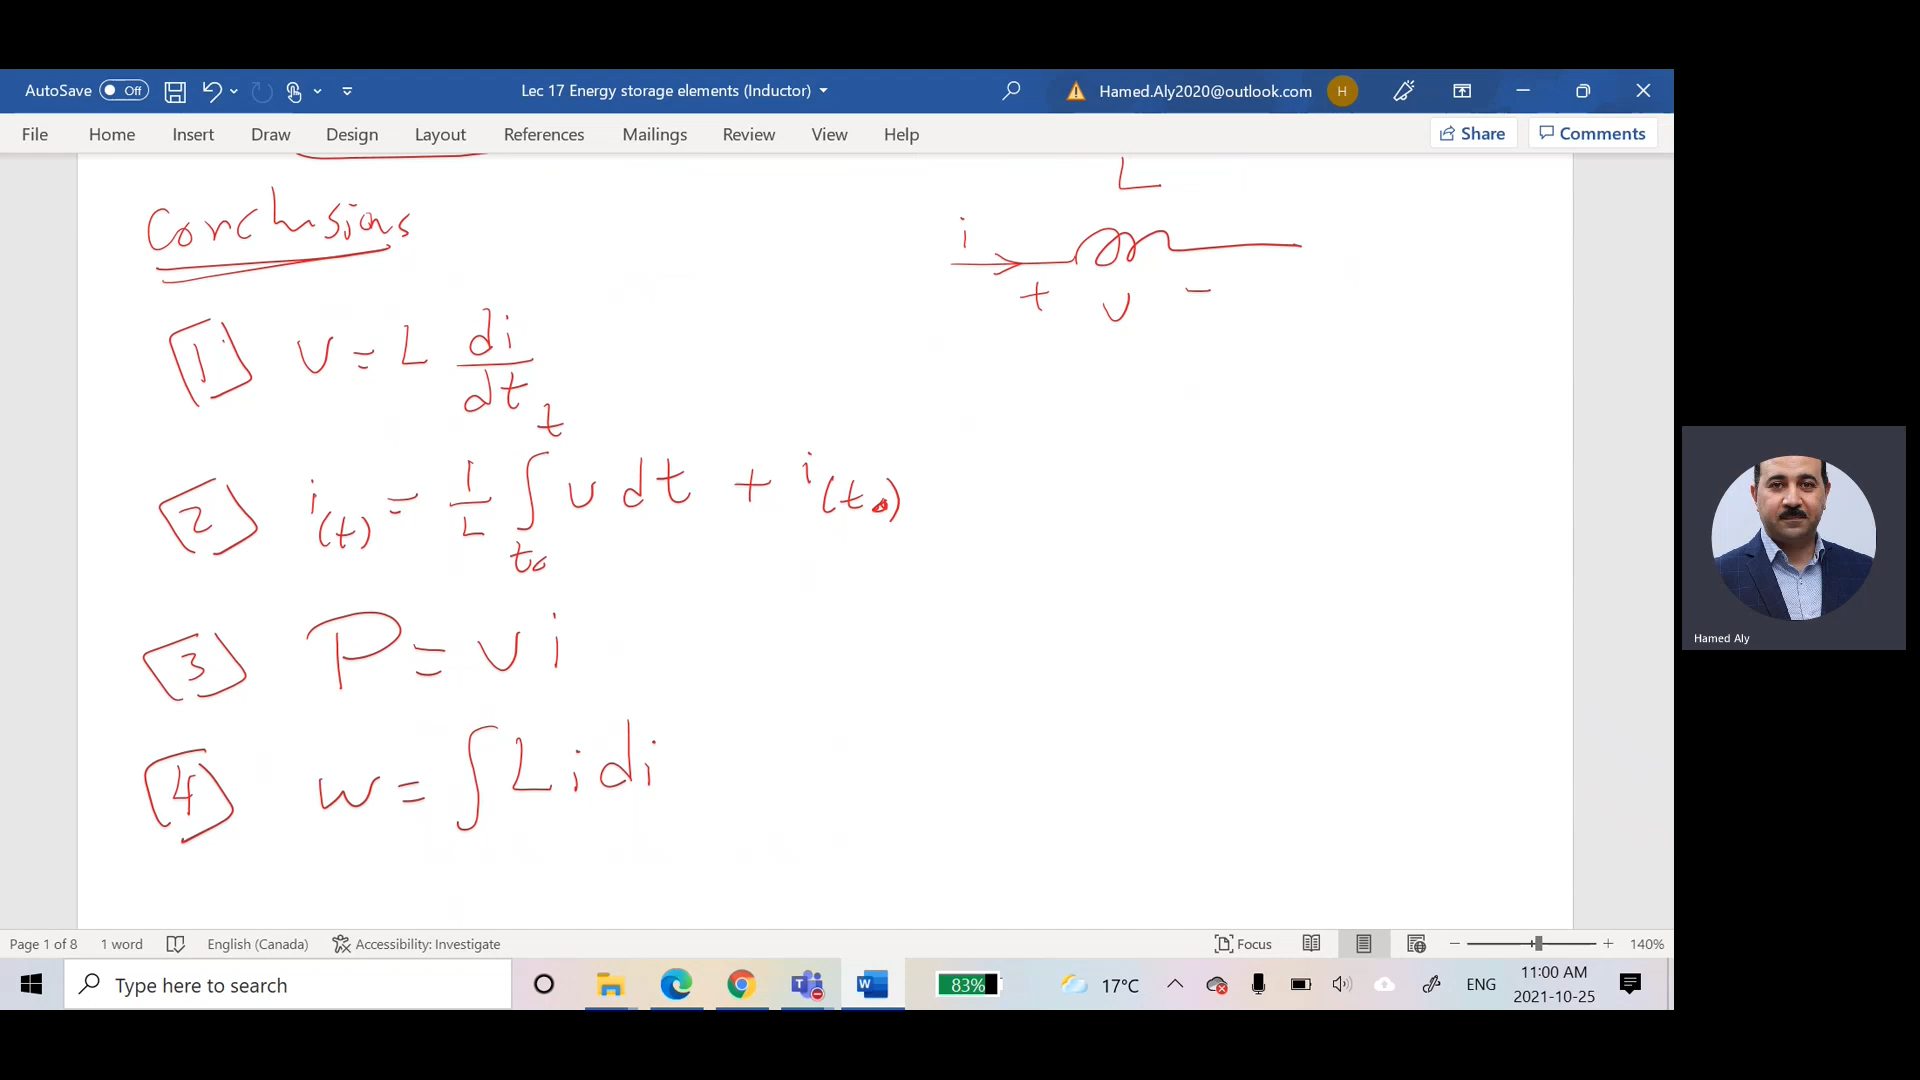 AutoSave Off Lec 17 Energy storage elements (Inductor) Hamed.Aly2020@outlook.com H
File Home Insert Draw Design Layout References Mailings Review View Help Share Comments
L
Conclusions
i
+ v −
1 v = L di/dt
2 i(t) = 1/L ∫ t t0 v dt + i(t0)
3 P = v i
4 w = ∫ L i di
Hamed Aly
Page 1 of 8 1 word English (Canada) Accessibility: Investigate Focus − + 140%
Type here to search 83% 17°C ENG 11:00 AM
2021-10-25